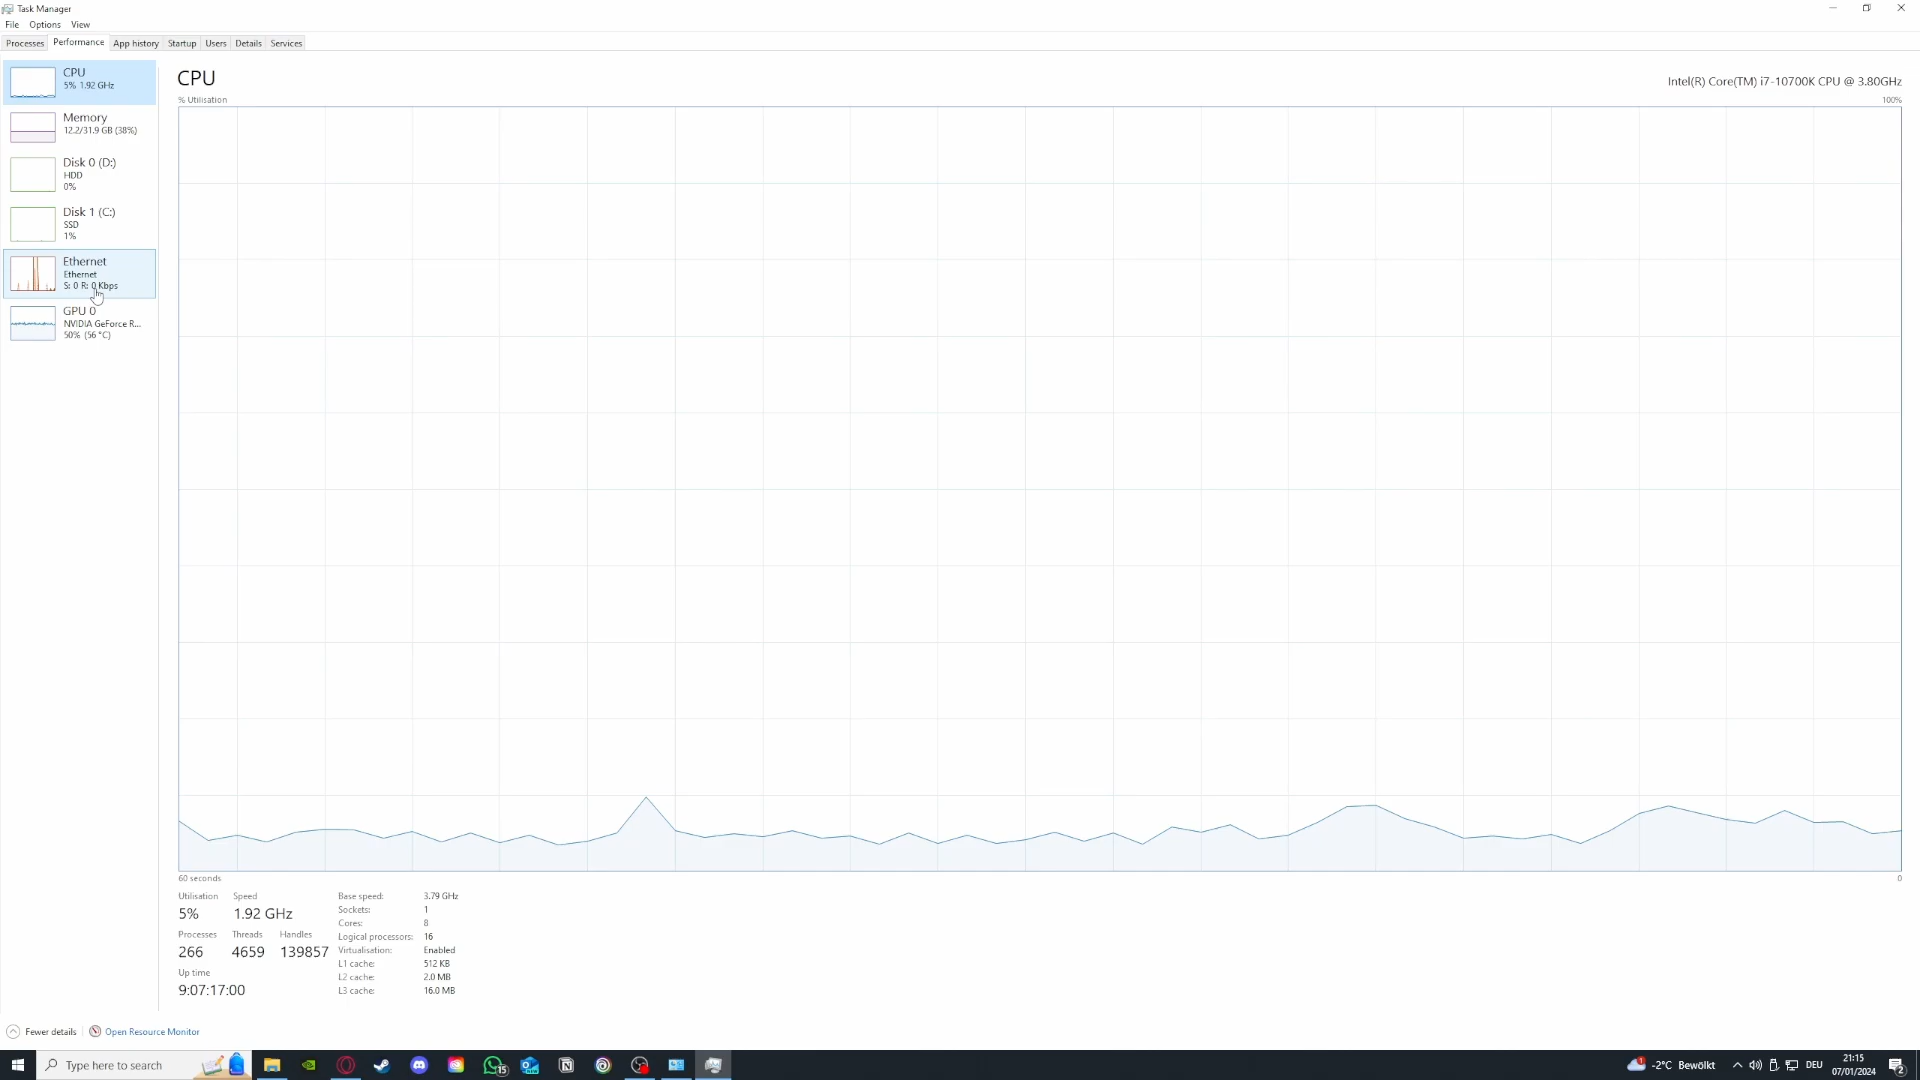 Task Manager
File Options View
Processes Performance App history Startup Users Details Services
CPU
5% 1.92 GHz
Memory
12.2/31.9 GB (38%)
Disk 0 (D:)
HDD
0%
Disk 1 (C:)
SSD
1%
Ethernet
Ethernet
S: 0 R: 0 Kbps
GPU 0
NVIDIA GeForce R...
50% (56 °C)
CPU
Intel(R) Core(TM) i7-10700K CPU @ 3.80GHz
% Utilisation
100%
60 seconds
0
Utilisation Speed
5% 1.92 GHz
Processes Threads Handles
266 4659 139857
Up time
9:07:17:00
Base speed: 3.79 GHz
Sockets: 1
Cores: 8
Logical processors: 16
Virtualisation: Enabled
L1 cache: 512 KB
L2 cache: 2.0 MB
L3 cache: 16.0 MB
Fewer details Open Resource Monitor
Type here to search
15
1
-2°C Bewölkt
DEU
21:15
07/01/2024
2